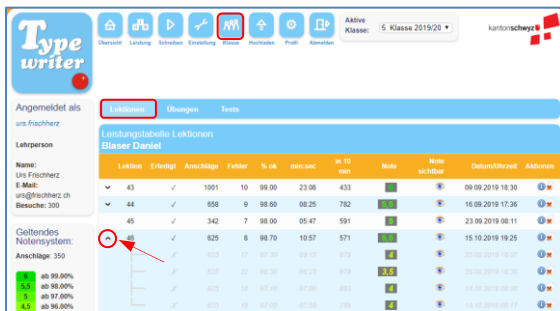 Type
writer
Übersicht Leistung Schreiben Einstellung Klasse Hochladen Profil Abmelden
Aktive
Klasse: 5. Klasse 2019/20
kantonschwyz
Angemeldet als
urs.frischherz
Lehrperson
Name:
Urs Frischherz
E-Mail:
urs@frischherz.ch
Besuche: 300
Geltendes
Notensystem:
Anschläge: 350
6 ab 99.00%
5,5 ab 98.00%
5 ab 97.00%
4,5 ab 96.00%
Lektionen Übungen Tests
Leistungstabelle Lektionen
Blaser Daniel
Lektion Erledigt Anschläge Fehler % ok min:sec in 10 min Note Note sichtbar Datum/Uhrzeit Aktionen
43 ✓ 1001 10 99.00 23:08 433 09.09.2019 18:30
44 ✓ 658 9 98.60 08:25 782 5,5 16.09.2019 17:36
45 ✓ 342 7 98.00 05:47 591 23.09.2019 08:11
46 ✓ 625 8 98.70 10:57 571 5,5 15.10.2019 19:25
✗ 625 17 97.30 4
✗ 3,5
✗ 4
✗ 4